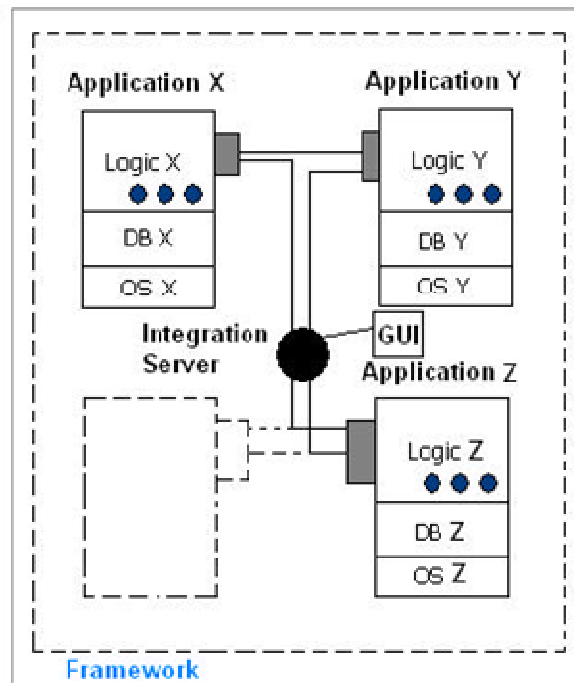 Application X
Application Y
Logic X
Logic Y
DB X
DB Y
OS X
OS Y
Integration
Server
GUI
Application Z
Logic Z
DB Z
OS Z
Framework